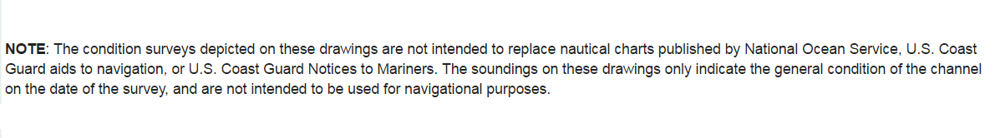 NOTE: The condition surveys depicted on these drawings are not intended to replace nautical charts published by National Ocean Service, U.S. Coast
Guard aids to navigation, or U.S. Coast Guard Notices to Mariners. The soundings on these drawings only indicate the general condition of the channel
on the date of the survey, and are not intended to be used for navigational purposes.